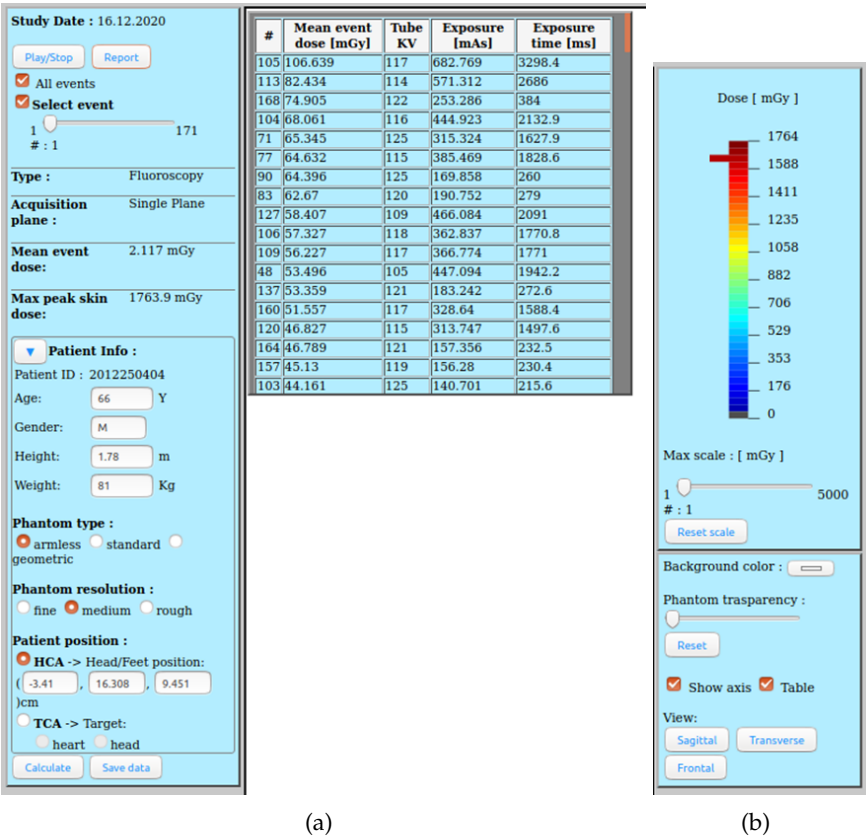 Study Date : 16.12.2020
Play/Stop Report
All events
Select event
1 171
# : 1
Type : Fluoroscopy
Acquisition plane : Single Plane
Mean event dose: 2.117 mGy
Max peak skin dose: 1763.9 mGy
▼ Patient Info :
Patient ID : 2012250404
Age: 66 Y
Gender: M
Height: 1.78 m
Weight: 81 Kg
Phantom type :
armless standard
geometric
Phantom resolution :
fine medium rough
Patient position :
HCA -> Head/Feet position:
( -3.41 , 16.308 , 9.451
)cm
TCA -> Target:
heart head
Calculate Save data
# Mean event dose [mGy] Tube KV Exposure [mAs] Exposure time [ms]
105 106.639 117 682.769 3298.4
113 82.434 114 571.312 2686
168 74.905 122 253.286 384
104 68.061 116 444.923 2132.9
71 65.345 125 315.324 1627.9
77 64.632 115 385.469 1828.6
90 64.396 125 169.858 260
83 62.67 120 190.752 279
127 58.407 109 466.084 2091
106 57.327 118 362.837 1770.8
109 56.227 117 366.774 1771
48 53.496 105 447.094 1942.2
137 53.359 121 183.242 272.6
160 51.557 117 328.64 1588.4
120 46.827 115 313.747 1497.6
164 46.789 121 157.356 232.5
157 45.13 119 156.28 230.4
103 44.161 125 140.701 215.6
(a)
Dose [ mGy ]
1764
1588
1411
1235
1058
882
706
529
353
176
0
Max scale : [ mGy ]
1 5000
# : 1
Reset scale
Background color :
Phantom trasparency :
Reset
Show axis Table
View:
Sagittal Transverse
Frontal
(b)